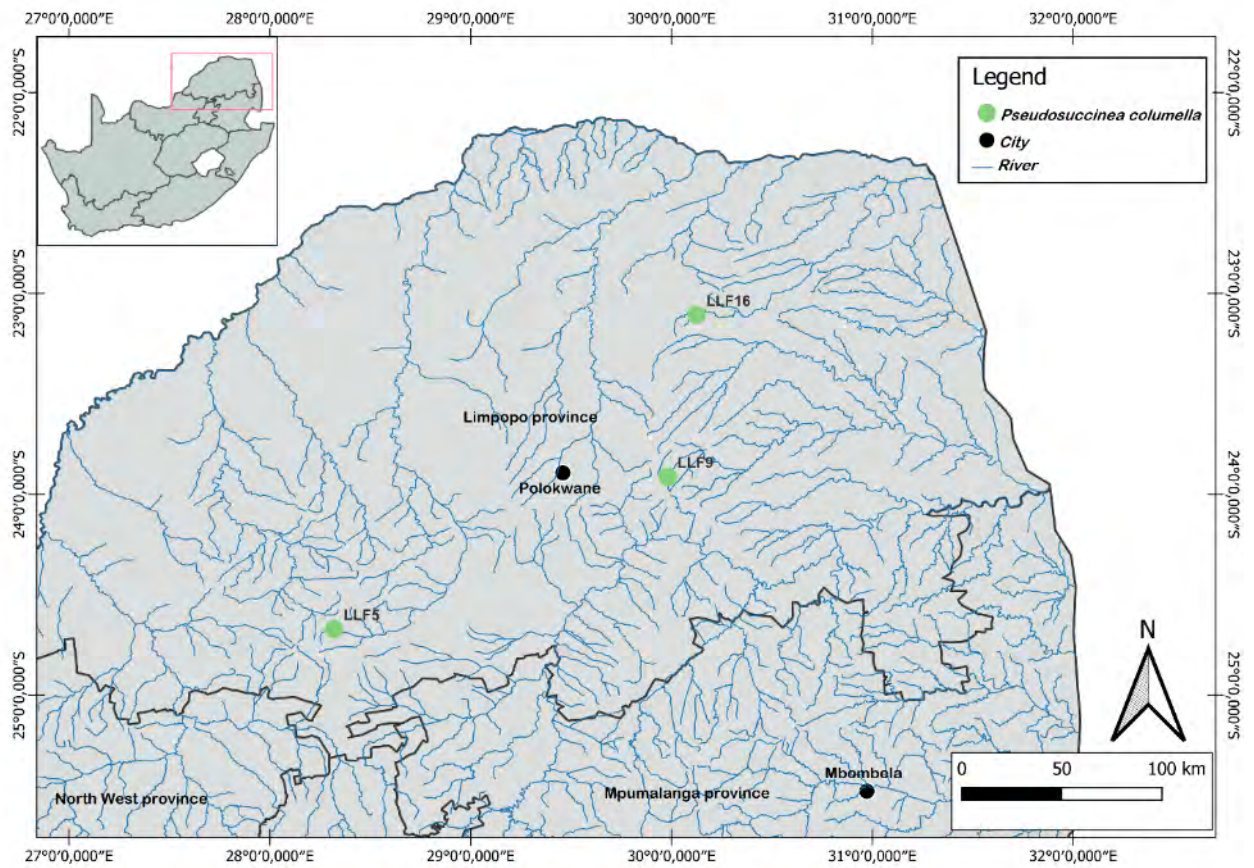 27°0'0,000"E 28°0'0,000"E 29°0'0,000"E 30°0'0,000"E 31°0'0,000"E 32°0'0,000"E
22°0'0,000"S
23°0'0,000"S
24°0'0,000"S
25°0'0,000"S
22°0'0,000"S
23°0'0,000"S
24°0'0,000"S
25°0'0,000"S
Legend
Pseudosuccinea columella
City
River
LLF16
Limpopo province
LLF9
Polokwane
LLF5
N
0 50 100 km
Mbombela
North West province
Mpumalanga province
27°0'0,000"E 28°0'0,000"E 29°0'0,000"E 30°0'0,000"E 31°0'0,000"E 32°0'0,000"E